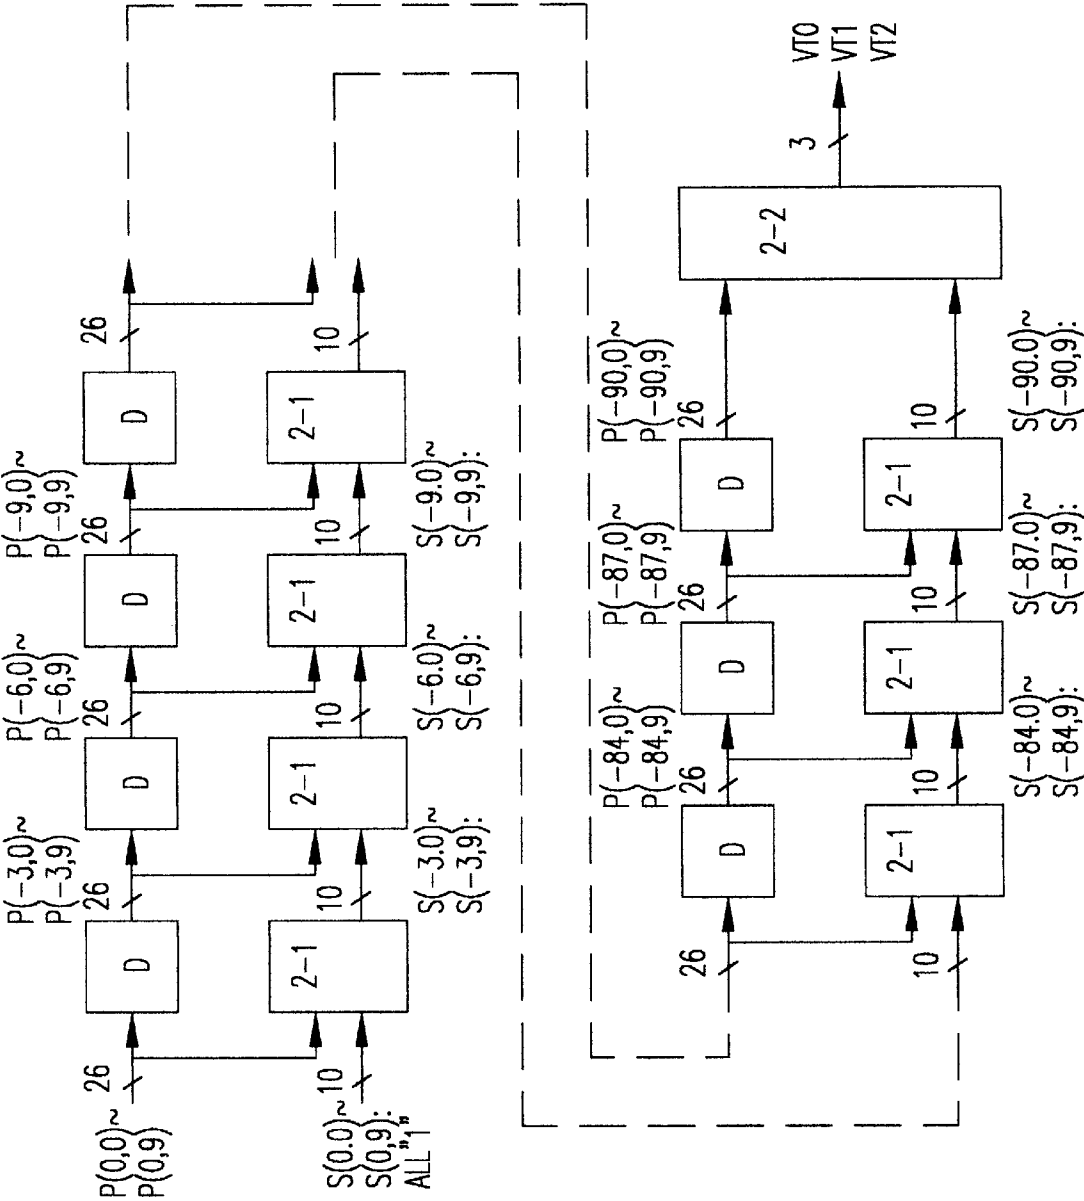 P(0,0)~
P(0,9)
P(-3,0)~
P(-3,9)
P(-6,0)~
P(-6,9)
P(-9,0)~
P(-9,9)
26
26
26
26
26
D
D
D
D
2-1
2-1
2-1
2-1
10
10
10
10
10
S(0.0)~
S(0,9):
ALL"1"
S(-3.0)~
S(-3,9):
S(-6.0)~
S(-6,9):
S(-9.0)~
S(-9,9):
P(-84,0)~
P(-84,9)
P(-87,0)~
P(-87,9)
P(-90,0)~
P(-90,9)
26
26
26
26
D
D
D
2-2
3
VT0
VT1
VT2
2-1
2-1
2-1
10
10
10
10
S(-84.0)~
S(-84,9):
S(-87.0)~
S(-87,9):
S(-90.0)~
S(-90,9):